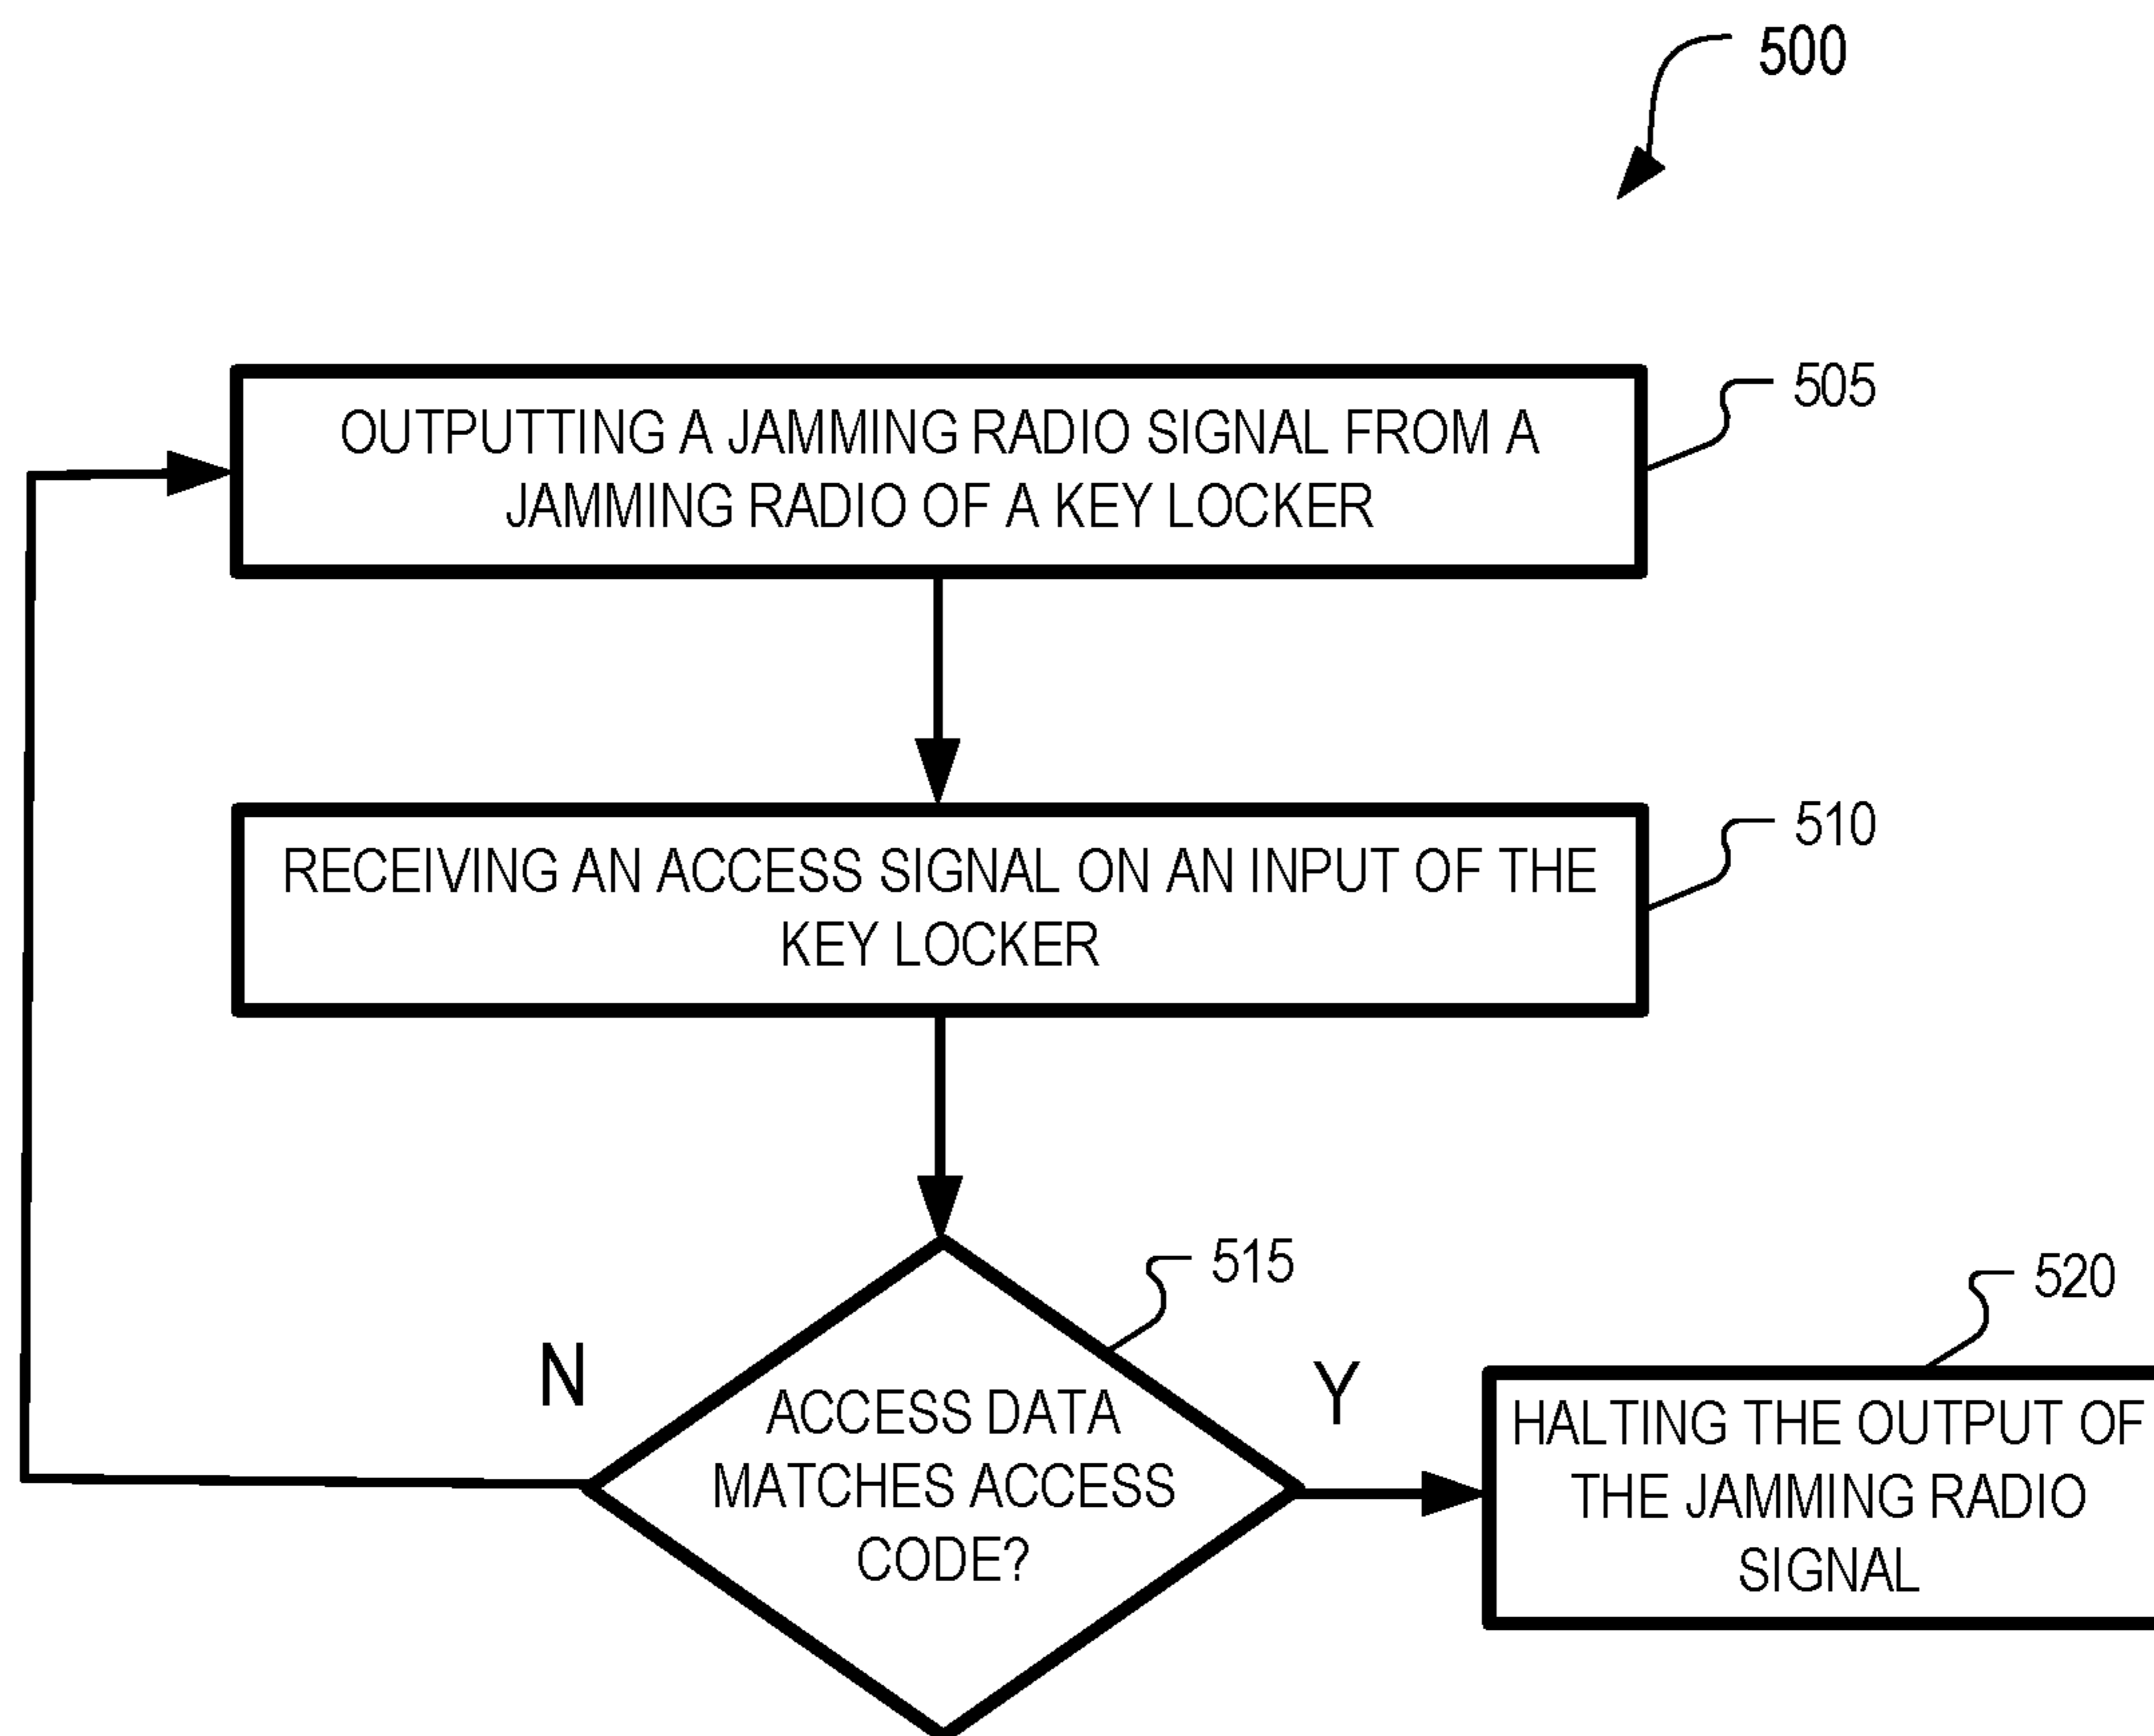 500
OUTPUTTING A JAMMING RADIO SIGNAL FROM A
JAMMING RADIO OF A KEY LOCKER
505
RECEIVING AN ACCESS SIGNAL ON AN INPUT OF THE
KEY LOCKER
510
515
ACCESS DATA
MATCHES ACCESS
CODE?
N
Y
520
HALTING THE OUTPUT OF
THE JAMMING RADIO
SIGNAL